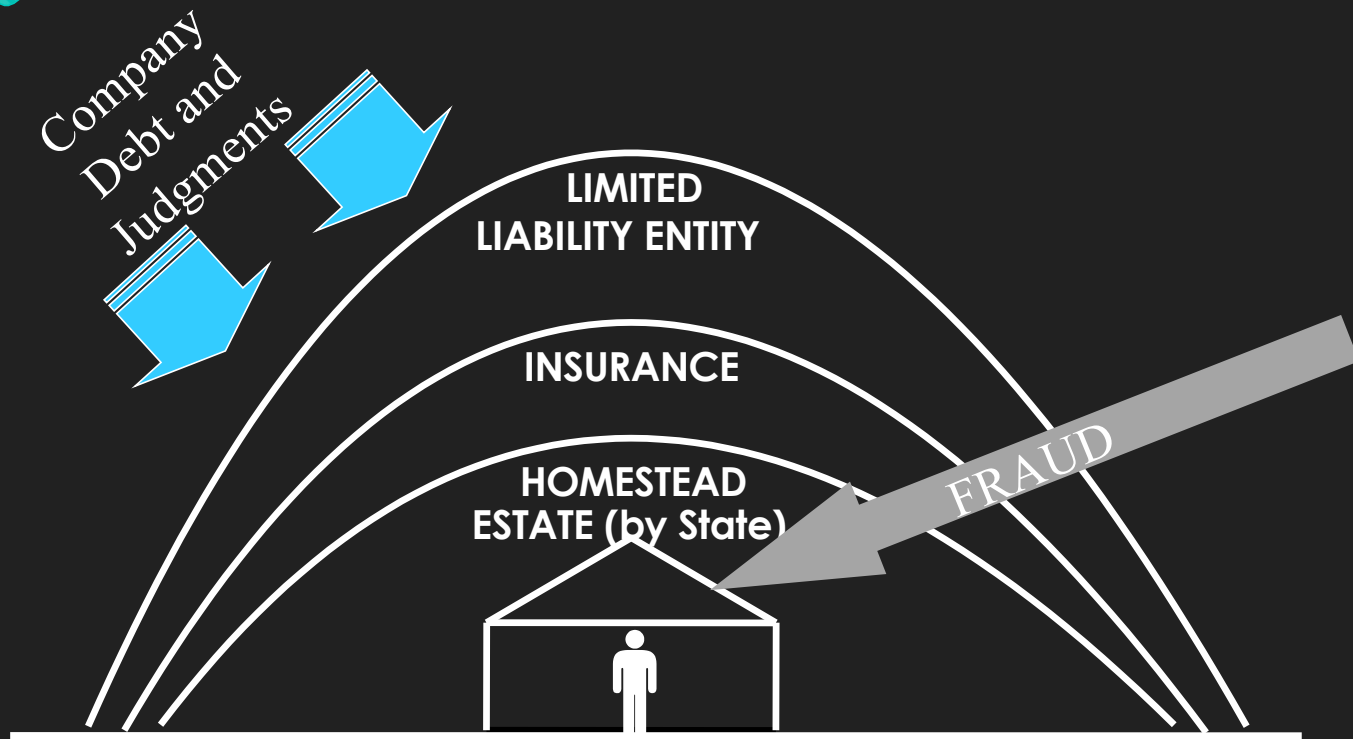 Company
Debt and
Judgments
LIMITED
LIABILITY ENTITY
INSURANCE
HOMESTEAD
ESTATE (by State)
FRAUD